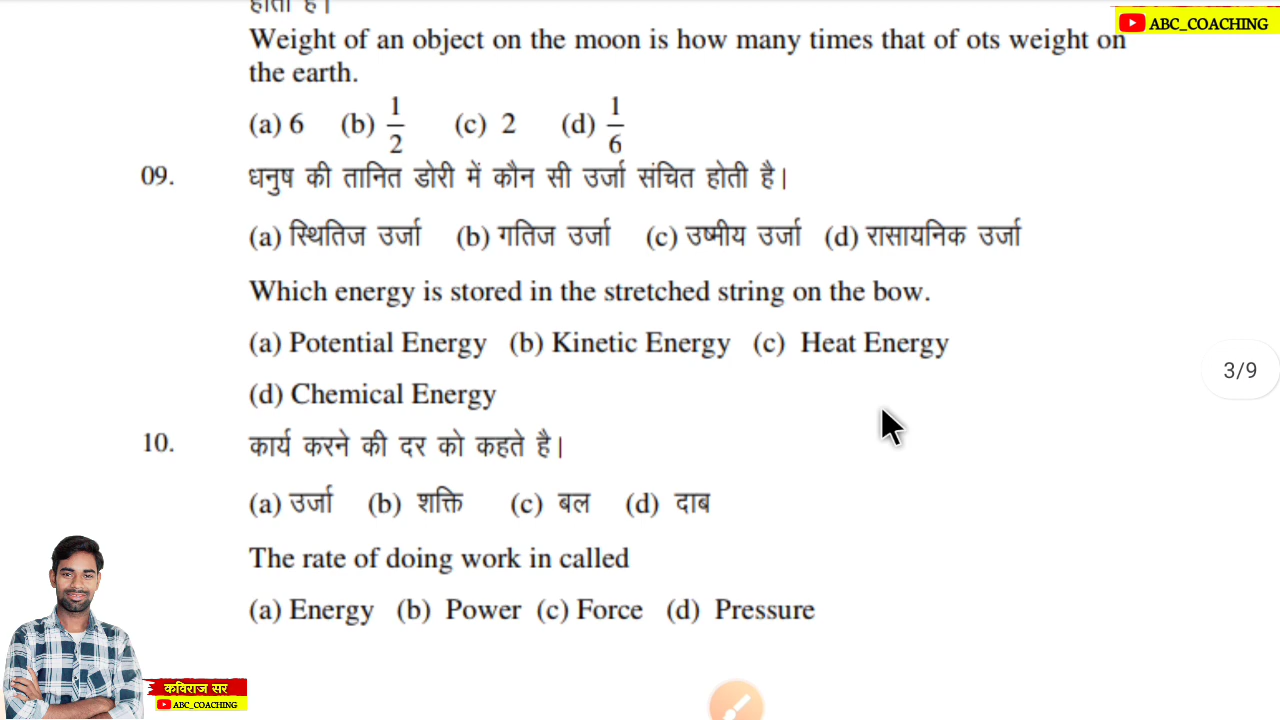 होता है।
ABC_COACHING
Weight of an object on the moon is how many times that of ots weight on
the earth.
(a) 6 (b) 1/2 (c) 2 (d) 1/6
09. धनुष की तानित डोरी में कौन सी उर्जा संचित होती है।
(a) स्थितिज उर्जा (b) गतिज उर्जा (c) उष्मीय उर्जा (d) रासायनिक उर्जा
Which energy is stored in the stretched string on the bow.
(a) Potential Energy (b) Kinetic Energy (c) Heat Energy
3/9
(d) Chemical Energy
10. कार्य करने की दर को कहते है।
(a) उर्जा (b) शक्ति (c) बल (d) दाब
The rate of doing work in called
(a) Energy (b) Power (c) Force (d) Pressure
कविराज सर
ABC_COACHING